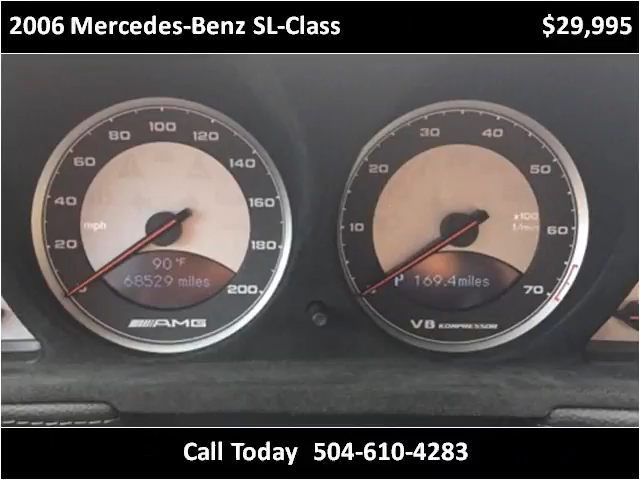 2006 Mercedes-Benz SL-Class $29,995
20 40 60 80 100 120 140 160 180 200
mph
90 °F
68529 miles
AMG
10 20 30 40 50 60 70
x100
1/min
169.4 miles
V8 KOMPRESSOR
Call Today 504-610-4283